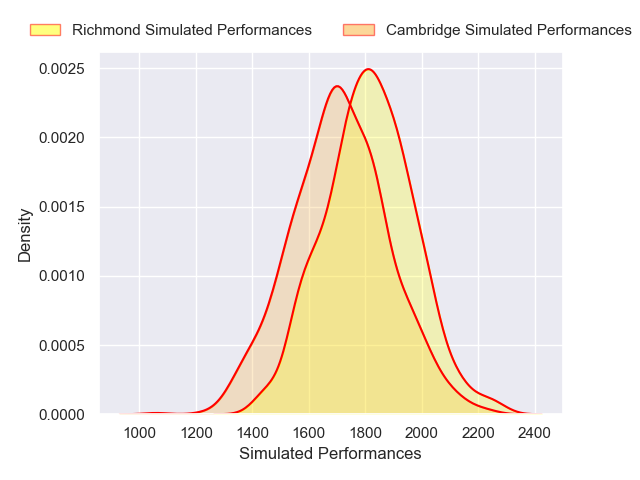 Richmond Simulated Performances
Cambridge Simulated Performances
0.0025
0.0020
0.0015
0.0010
0.0005
0.0000
Density
1000 1200 1400 1600 1800 2000 2200 2400
Simulated Performances